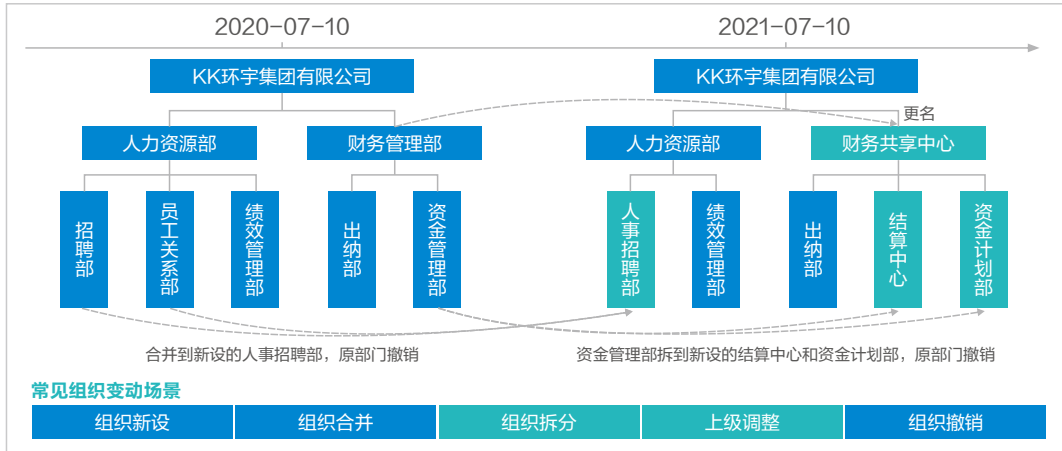 2020-07-10
2021-07-10
KK环宇集团有限公司
KK环宇集团有限公司
更名
人力资源部
财务管理部
人力资源部
财务共享中心
招聘部
员工关系部
绩效管理部
出纳部
资金管理部
人事招聘部
绩效管理部
出纳部
结算中心
资金计划部
合并到新设的人事招聘部，原部门撤销
资金管理部拆到新设的结算中心和资金计划部，原部门撤销
常见组织变动场景
组织新设
组织合并
组织拆分
上级调整
组织撤销